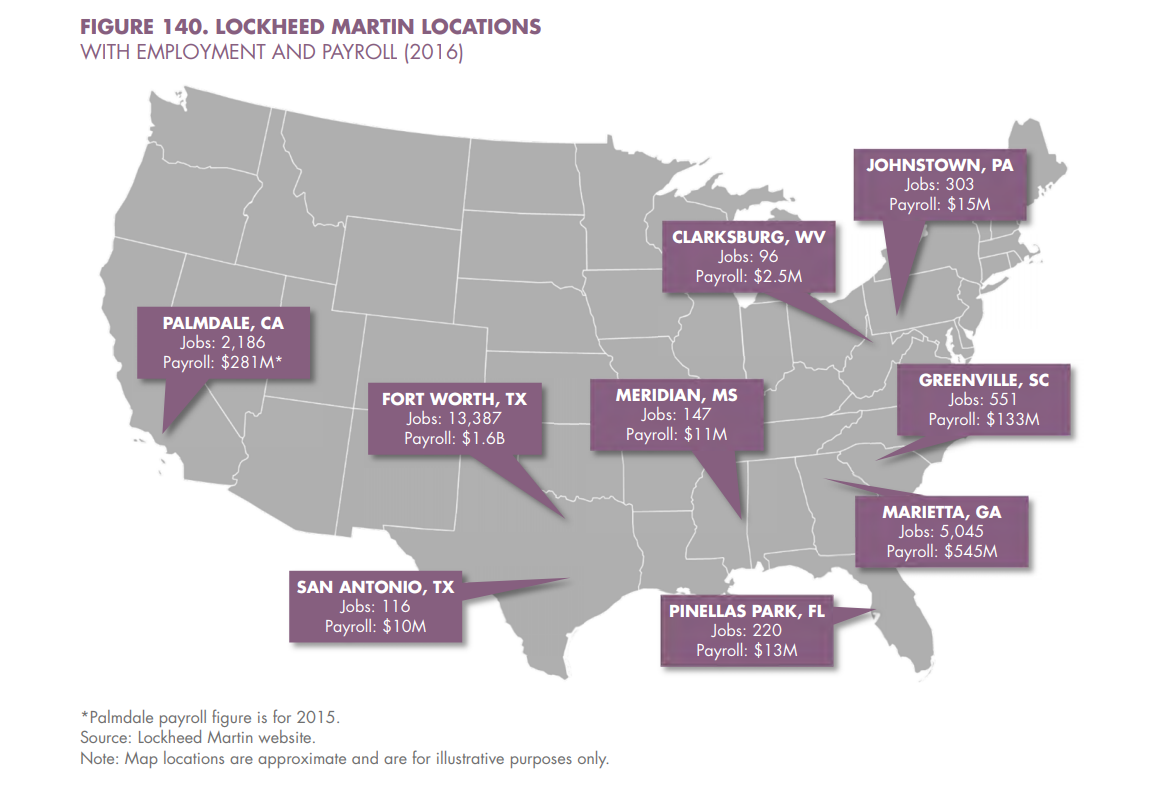 FIGURE 140. LOCKHEED MARTIN LOCATIONS
WITH EMPLOYMENT AND PAYROLL (2016)
JOHNSTOWN, PA
Jobs: 303
Payroll: $15M
CLARKSBURG, WV
Jobs: 96
Payroll: $2.5M
PALMDALE, CA
Jobs: 2,186
Payroll: $281M*
FORT WORTH, TX
Jobs: 13,387
Payroll: $1.6B
MERIDIAN, MS
Jobs: 147
Payroll: $11M
GREENVILLE, SC
Jobs: 551
Payroll: $133M
MARIETTA, GA
Jobs: 5,045
Payroll: $545M
SAN ANTONIO, TX
Jobs: 116
Payroll: $10M
PINELLAS PARK, FL
Jobs: 220
Payroll: $13M
*Palmdale payroll figure is for 2015.
Source: Lockheed Martin website.
Note: Map locations are approximate and are for illustrative purposes only.